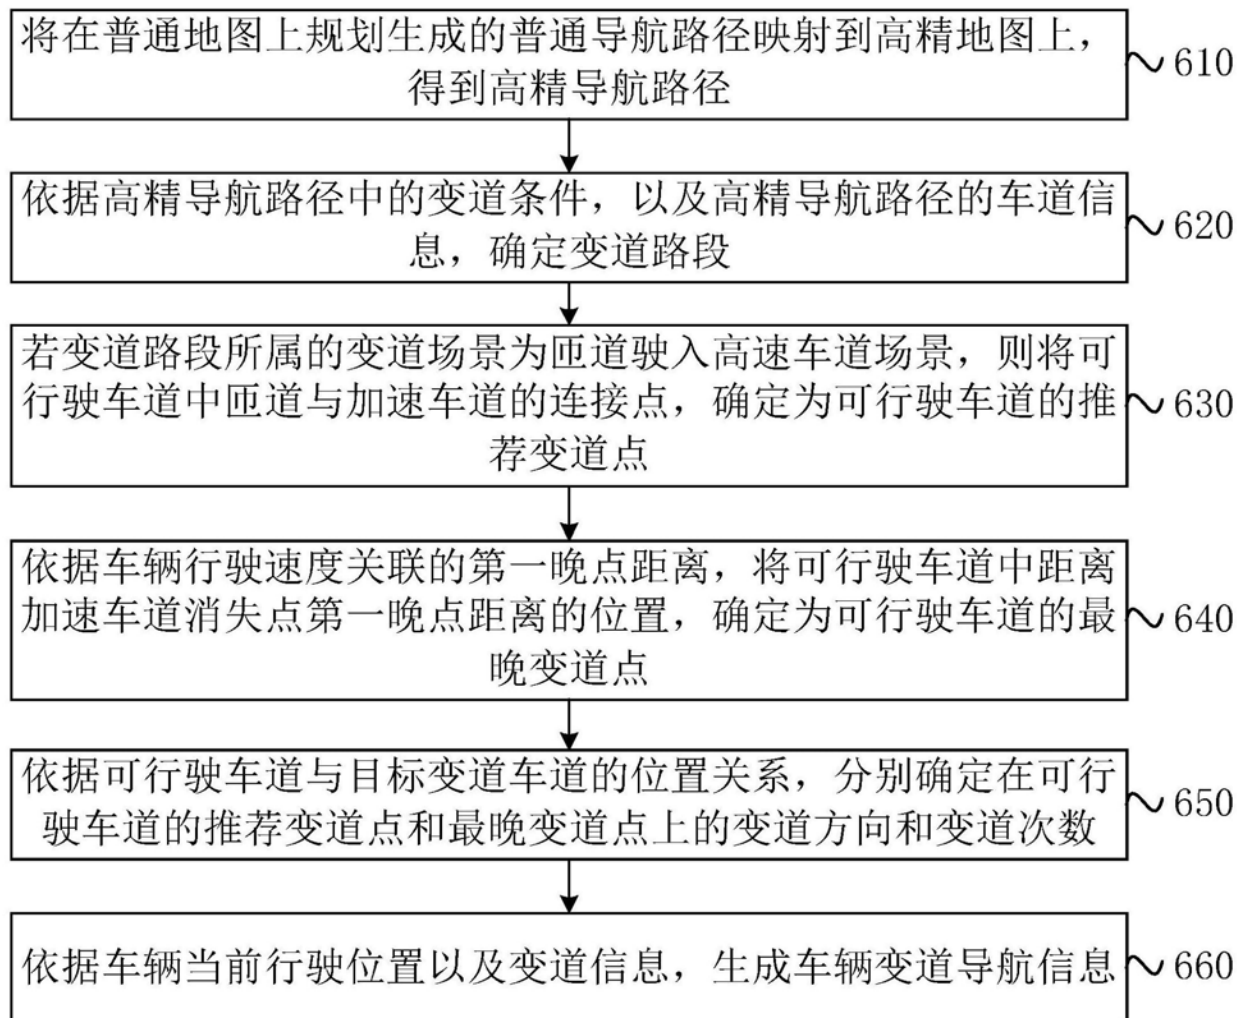 将在普通地图上规划生成的普通导航路径映射到高精地图上，
得到高精导航路径
610
依据高精导航路径中的变道条件，以及高精导航路径的车道信
息，确定变道路段
620
若变道路段所属的变道场景为匝道驶入高速车道场景，则将可
行驶车道中匝道与加速车道的连接点，确定为可行驶车道的推
荐变道点
630
依据车辆行驶速度关联的第一晚点距离，将可行驶车道中距离
加速车道消失点第一晚点距离的位置，确定为可行驶车道的最
晚变道点
640
依据可行驶车道与目标变道车道的位置关系，分别确定在可行
驶车道的推荐变道点和最晚变道点上的变道方向和变道次数
650
依据车辆当前行驶位置以及变道信息，生成车辆变道导航信息
660